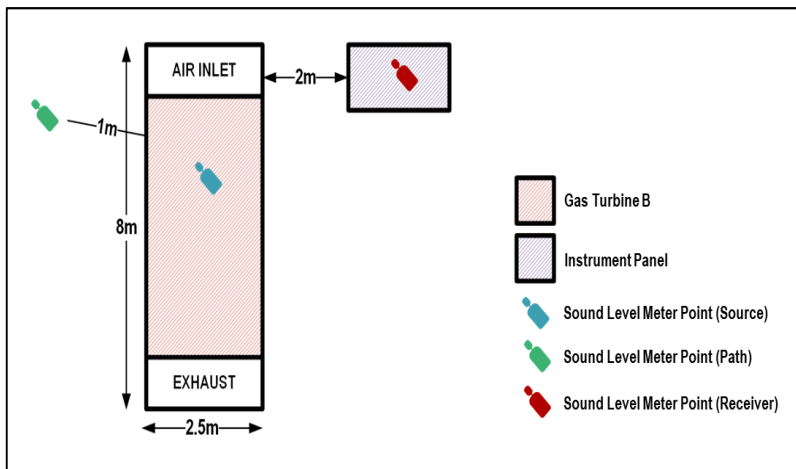 AIR INLET
2m
1m
8m
Gas Turbine B
Instrument Panel
Sound Level Meter Point (Source)
Sound Level Meter Point (Path)
EXHAUST
Sound Level Meter Point (Receiver)
2.5m